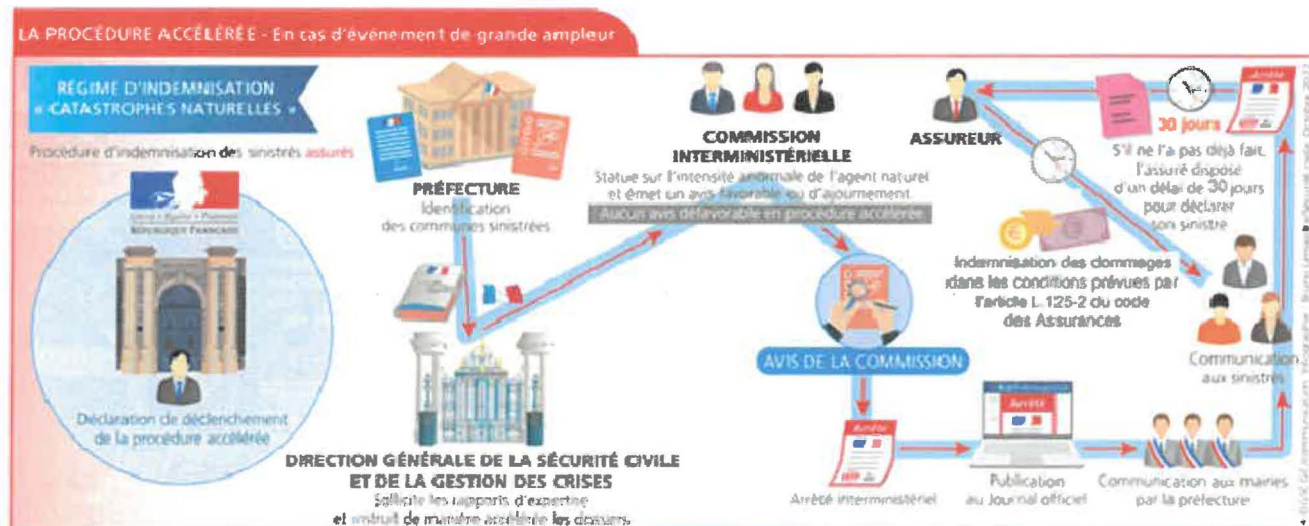 LA PROCÉDURE ACCÉLÉRÉE - En cas d'événement de grande ampleur
RÉGIME D'INDEMNISATION
« CATASTROPHES NATURELLES »
Procédure d'indemnisation des sinistrés assurés
Liberté • Égalité • Fraternité
RÉPUBLIQUE FRANÇAISE
Déclaration de déclenchement
de la procédure accélérée
PRÉFECTURE
Identification
des communes sinistrées
DIRECTION GÉNÉRALE DE LA SÉCURITÉ CIVILE
ET DE LA GESTION DES CRISES
Sollicite les rapports d'expertise
et instruit de manière accélérée les dossiers
COMMISSION
INTERMINISTÉRIELLE
Statue sur l'intensité anormale de l'agent naturel
et émet un avis favorable ou d'ajournement
Aucun avis défavorable en procédure accélérée
AVIS DE LA COMMISSION
Arrêté
Arrêté interministériel
Arrêté
Publication
au Journal officiel
Communication aux mairies
par la préfecture
Communication
aux sinistrés
Arrêté
30 jours
S'il ne l'a pas déjà fait,
l'assuré dispose
d'un délai de 30 jours
pour déclarer
son sinistre
ASSUREUR
Indemnisation des dommages
dans les conditions prévues par
l'article L 125-2 du code
des Assurances